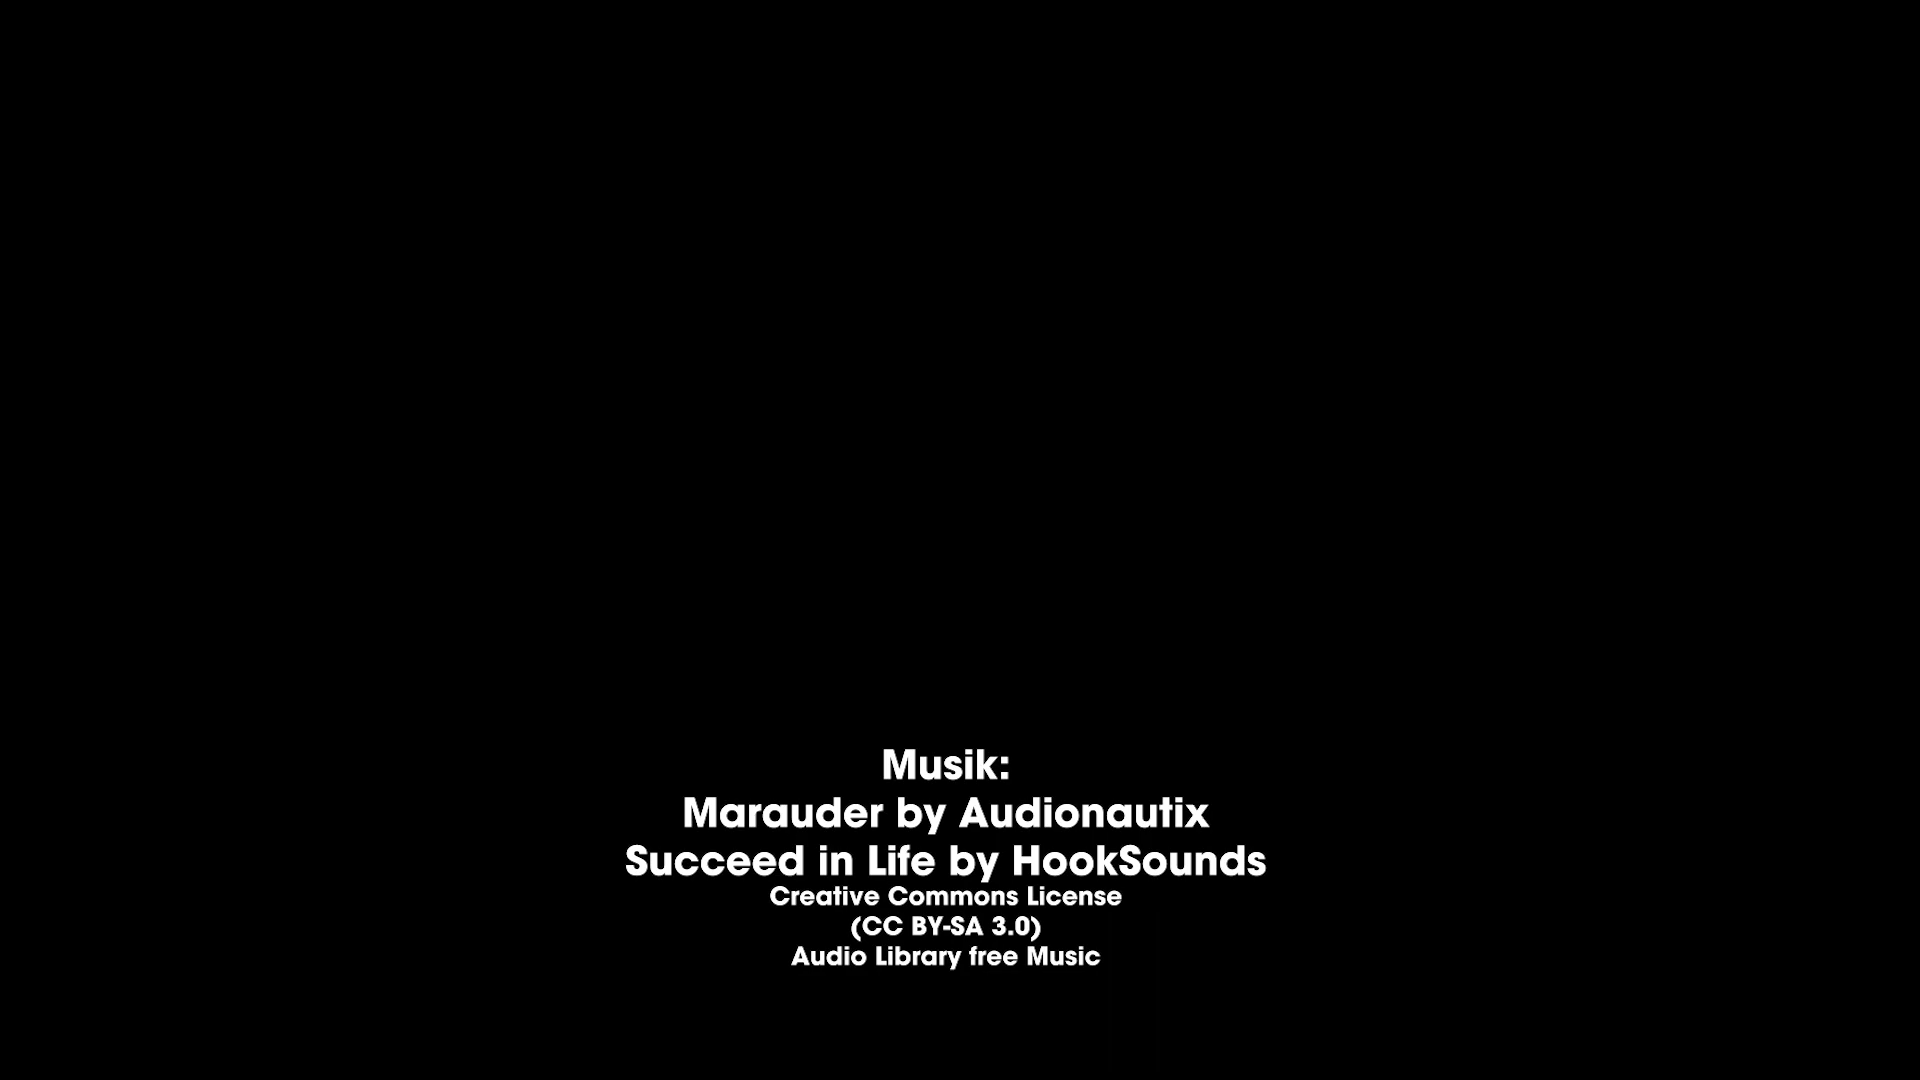 Musik:
Marauder by Audionautix
Succeed in Life by HookSounds
Creative Commons License
(CC BY-SA 3.0)
Audio Library free Music